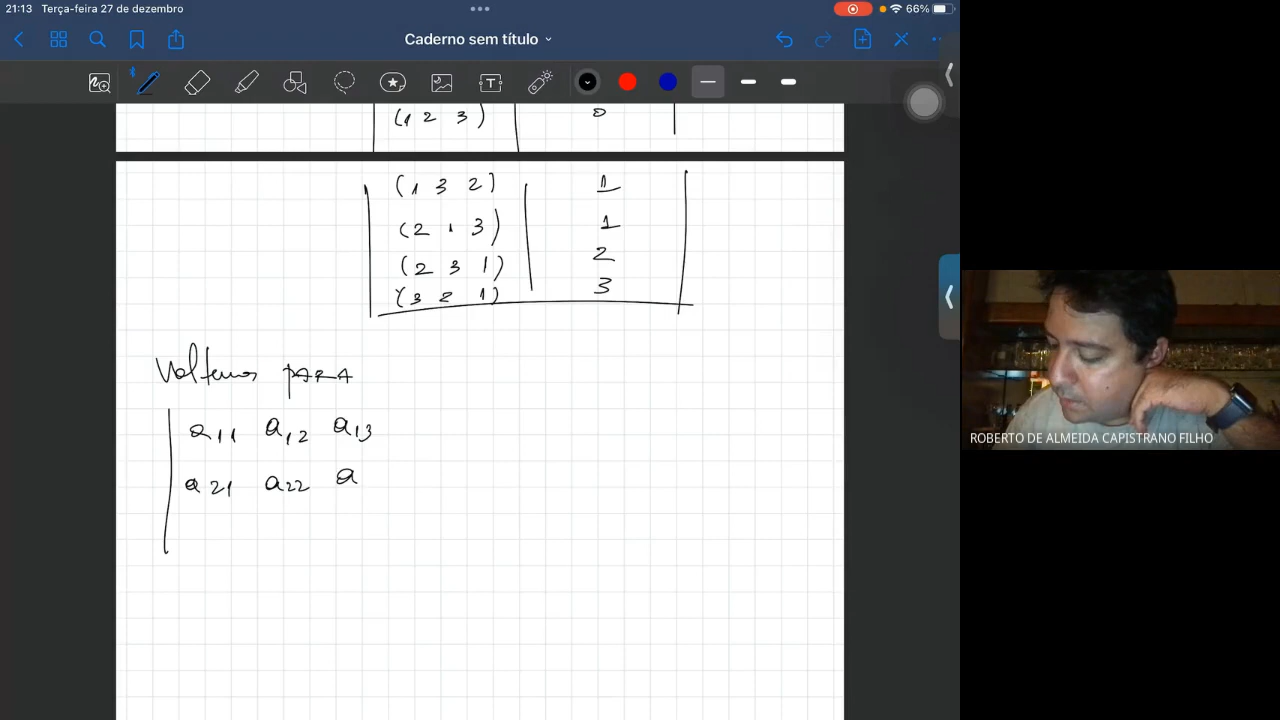 21:13 Terça-feira 27 de dezembro
66%
Caderno sem título
(1 2 3) 0
(1 3 2) 1
(2 1 3) 1
(2 3 1) 2
(3 2 1) 3
Voltemos PARA
a11 a12 a13
a21 a22 a
ROBERTO DE ALMEIDA CAPISTRANO FILHO